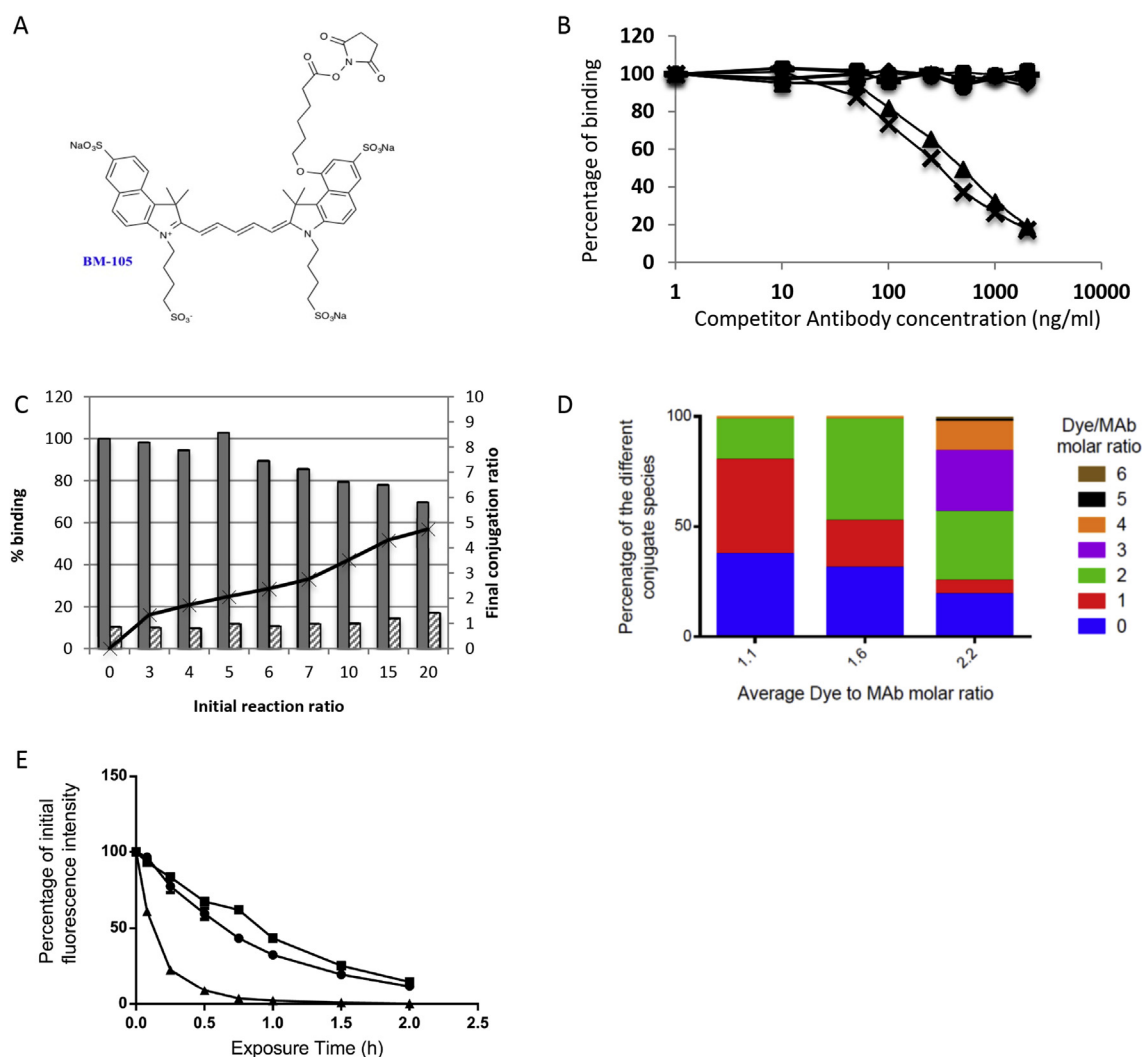 A
O
N
O
O
O
O
O
NaO3S
SO3Na
N+
N
BM-105
SO3-
SO3Na
B
Percentage of binding
120
100
80
60
40
20
0
1
10
100
1000
10000
Competitor Antibody concentration (ng/ml)
C
% binding
120
100
80
60
40
20
0
10
9
8
7
6
5
4
3
2
1
0
Final conjugation ratio
0 3 4 5 6 7 10 15 20
Initial reaction ratio
D
Percenatge of the different
conjugate species
100
50
0
1.1
1.6
2.2
Average Dye to MAb molar ratio
Dye/MAb
molar ratio
6
5
4
3
2
1
0
E
Percentage of initial
fluorescence intensity
150
100
50
0
0.0 0.5 1.0 1.5 2.0 2.5
Exposure Time (h)